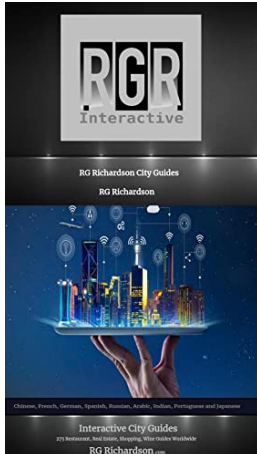 RGR
Interactive
RG Richardson City Guides
RG Richardson
Chinese, French, German, Spanish, Russian, Arabic, Indian, Portuguese and Japanese
Interactive City Guides
275 Restaurant, Real Estate, Shopping, Wine Guides Worldwide
RG Richardson.com